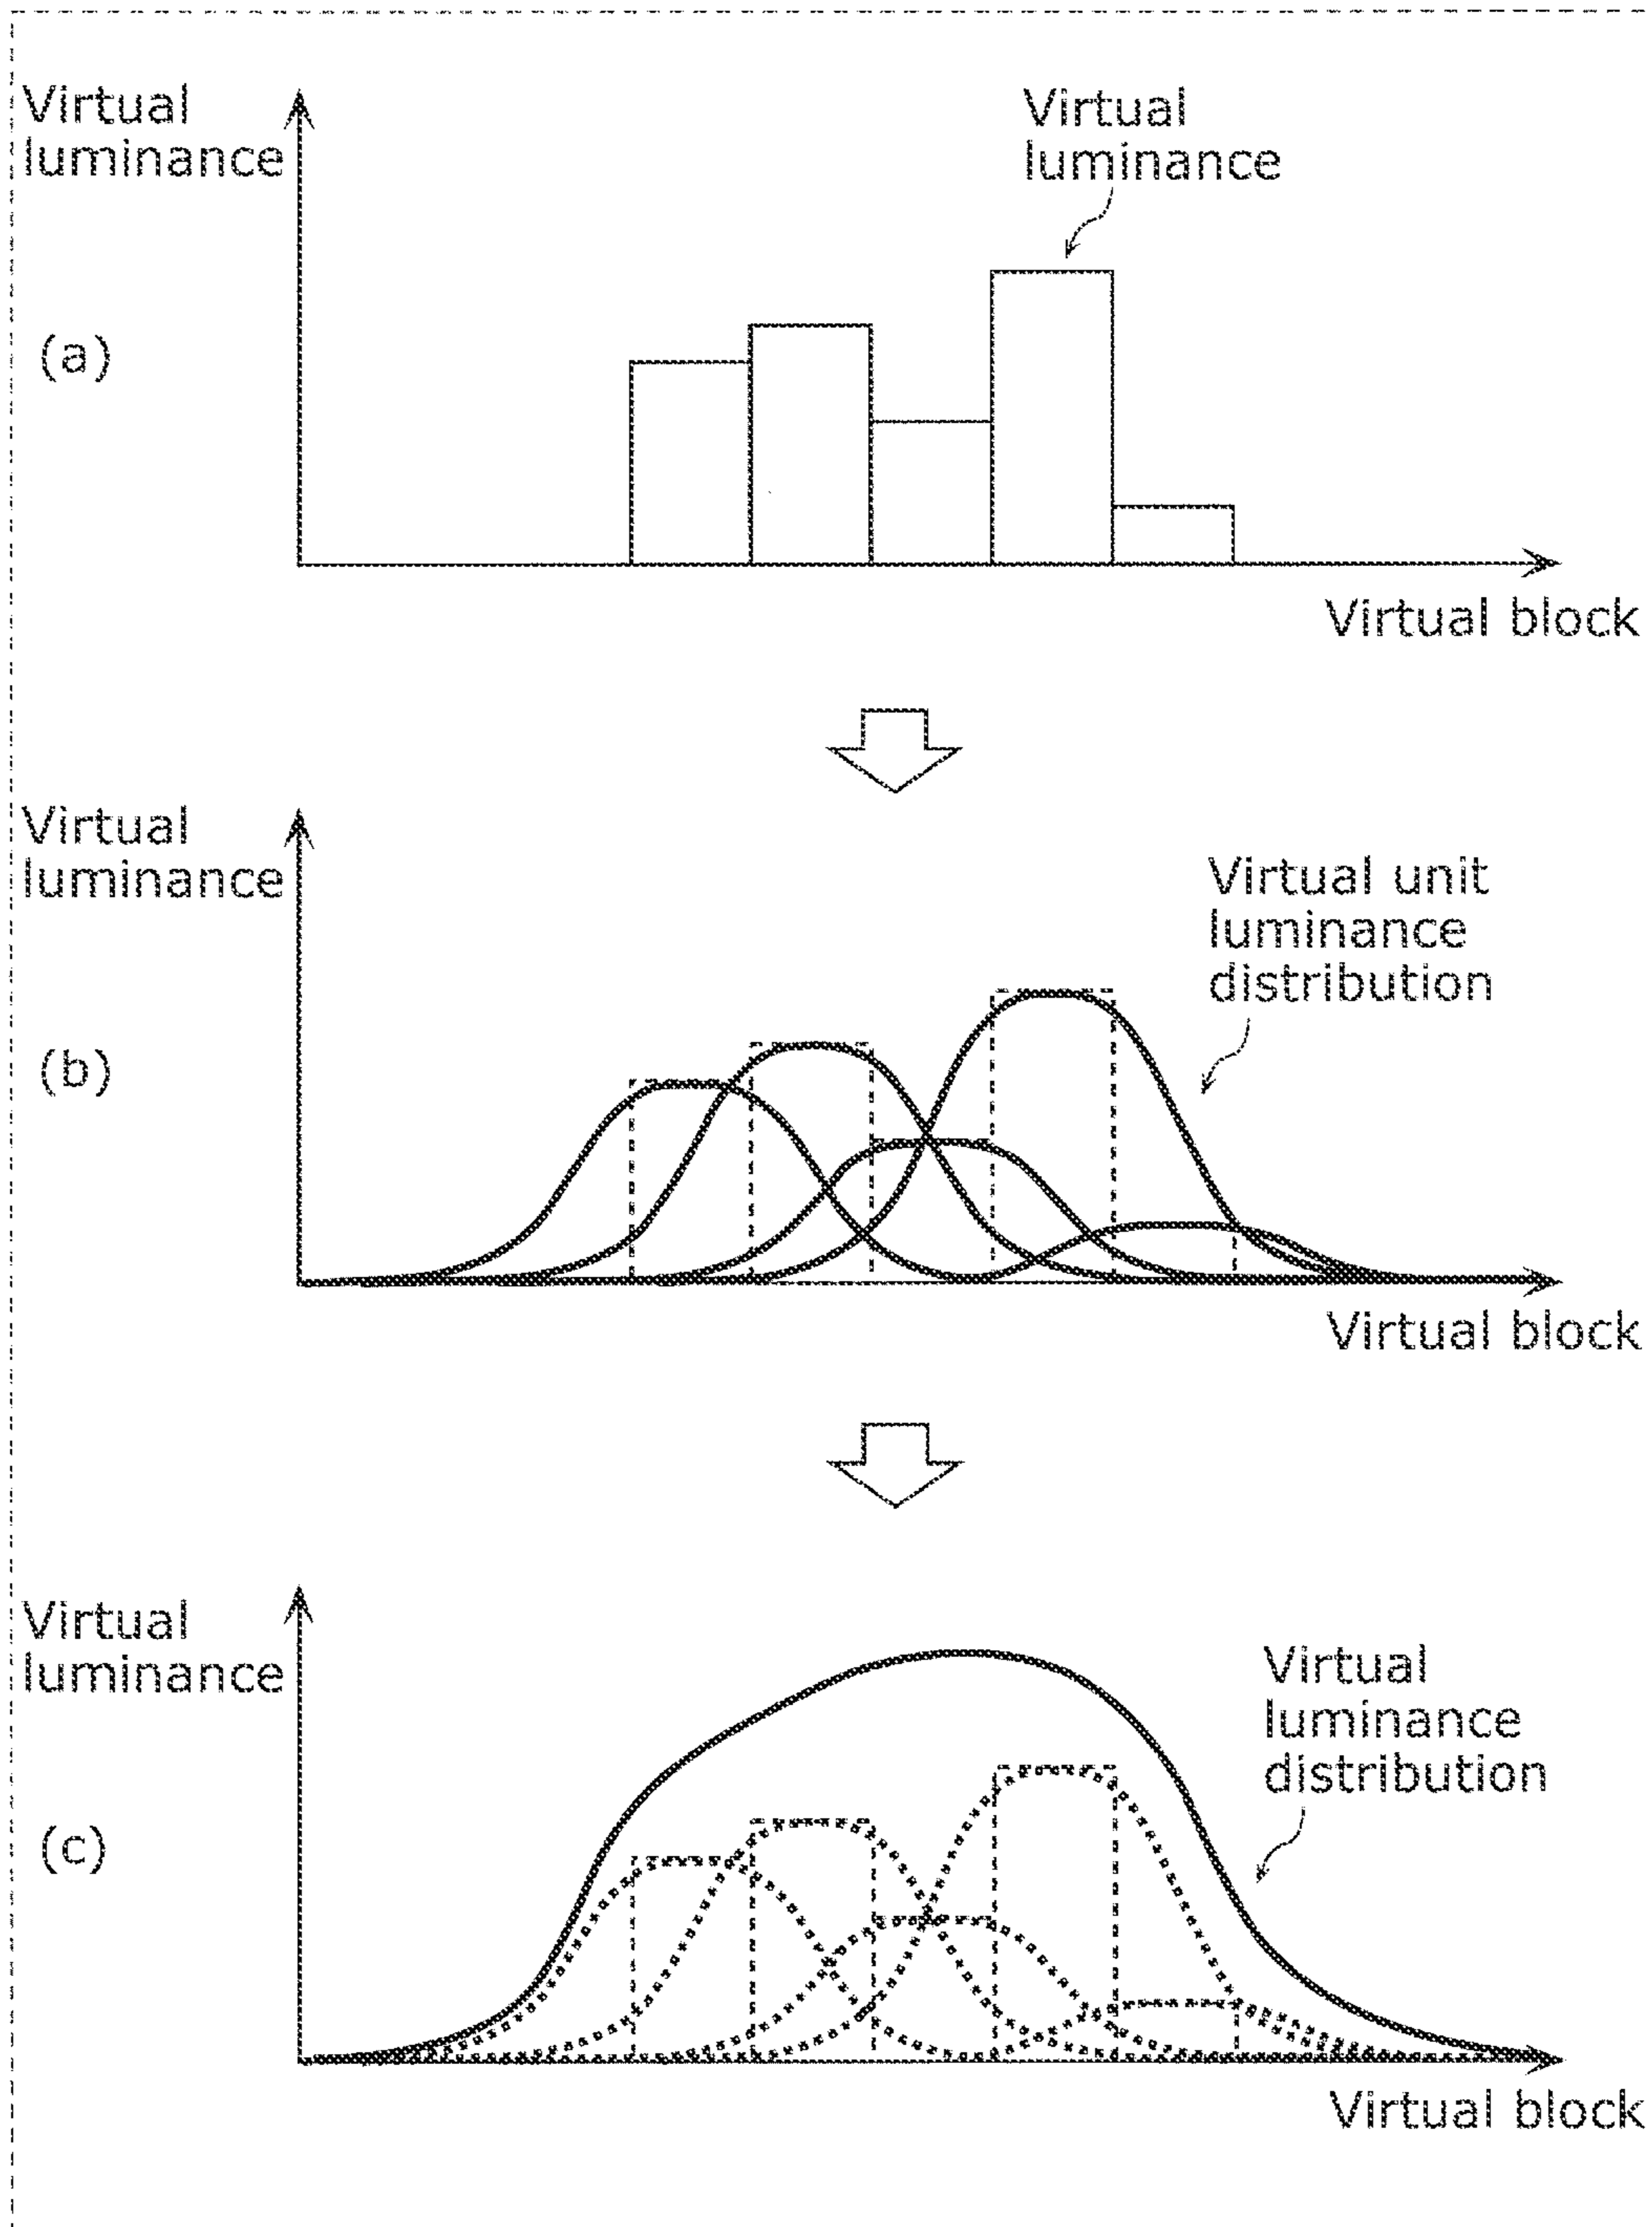 Virtual
luminance
Virtual
luminance
(a)
Virtual block
Virtual
luminance
Virtual unit
luminance
distribution
(b)
Virtual block
Virtual
luminance
Virtual
luminance
distribution
(c)
Virtual block